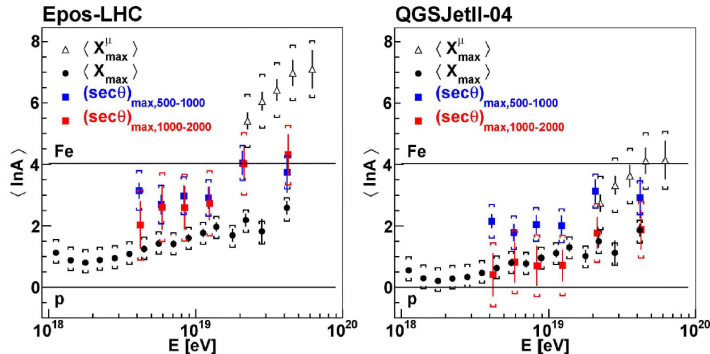 Epos-LHC
⟨ X^μ_max ⟩
⟨ X_max ⟩
(secθ)_max,500-1000
(secθ)_max,1000-2000
⟨ lnA ⟩
8
6
4
2
0
Fe
p
10^18
10^19
10^20
E [eV]
QGSJetII-04
⟨ X^μ_max ⟩
⟨ X_max ⟩
(secθ)_max,500-1000
(secθ)_max,1000-2000
⟨ lnA ⟩
8
6
4
2
0
Fe
p
10^18
10^19
10^20
E [eV]